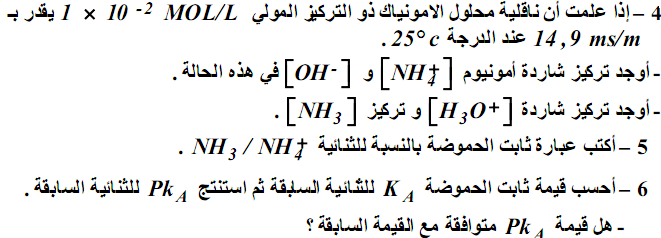 4 – إذا علمت أن ناقلية محلول الامونياك ذو التركيز المولي 1 × 10 -2 MOL/L يقدر بـ
14,9 ms/m عند الدرجة 25°c .
- أوجد تركيز شاردة أمونيوم [NH4+] و [OH-] في هذه الحالة .
- أوجد تركيز شاردة [H3O+] و تركيز [NH3] .
5 – أكتب عبارة ثابت الحموضة بالنسبة للثنائية NH3 / NH4+ .
6 – أحسب قيمة ثابت الحموضة KA للثنائية السابقة ثم استنتج PkA للثنائية السابقة .
- هل قيمة PkA متوافقة مع القيمة السابقة ؟